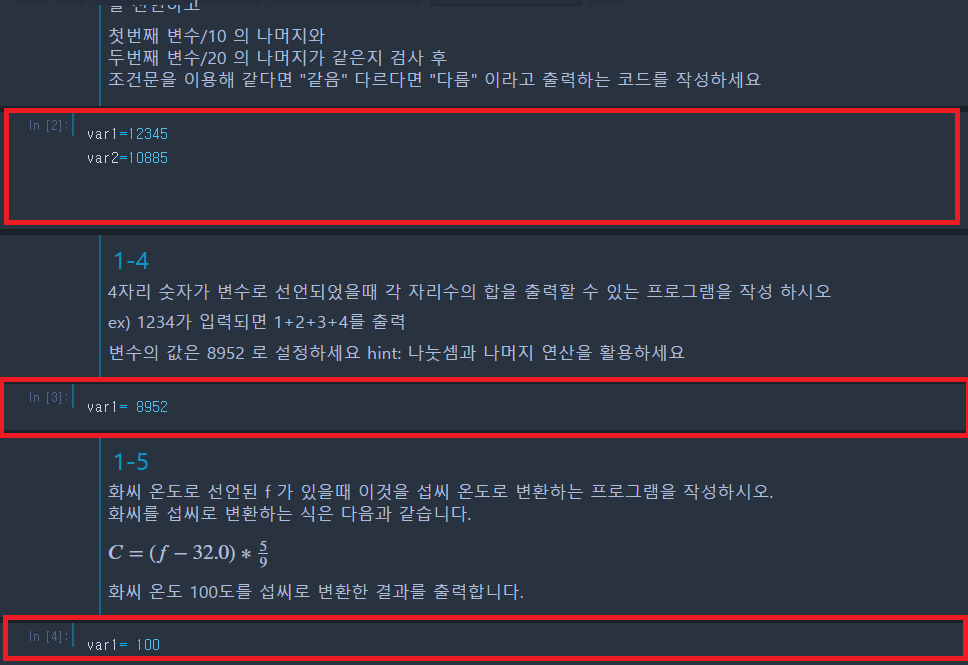 를 선언하고
첫번째 변수/10 의 나머지와
두번째 변수/20 의 나머지가 같은지 검사 후
조건문을 이용해 같다면 "같음" 다르다면 "다름" 이라고 출력하는 코드를 작성하세요
In [2]:
var1=12345
var2=10885
1-4
4자리 숫자가 변수로 선언되었을때 각 자리수의 합을 출력할 수 있는 프로그램을 작성 하시오
ex) 1234가 입력되면 1+2+3+4를 출력
변수의 값은 8952 로 설정하세요 hint: 나눗셈과 나머지 연산을 활용하세요
In [3]:
var1= 8952
1-5
화씨 온도로 선언된 f 가 있을때 이것을 섭씨 온도로 변환하는 프로그램을 작성하시오.
화씨를 섭씨로 변환하는 식은 다음과 같습니다.
C = (f − 32.0) ∗ 5/9
화씨 온도 100도를 섭씨로 변환한 결과를 출력합니다.
In [4]:
var1= 100